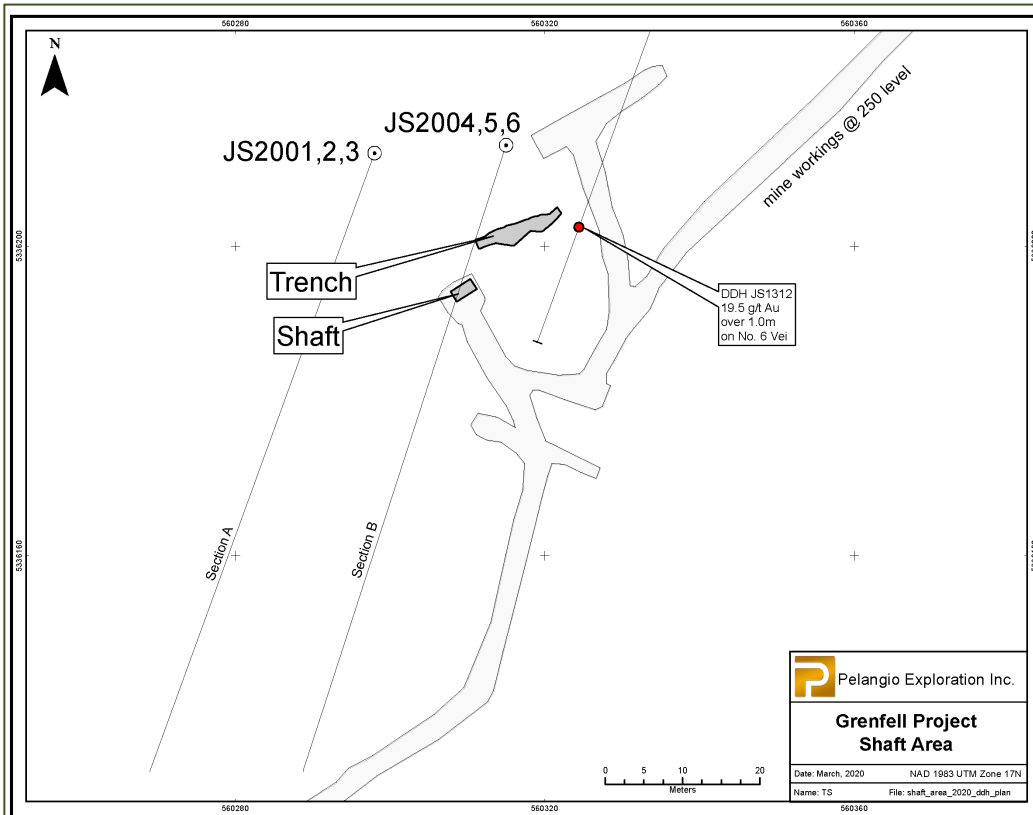 560280
560320
560360
N
JS2004,5,6
JS2001,2,3
mine workings @ 250 level
5336200
Trench
Shaft
DDH JS1312
19.5 g/t Au
over 1.0m
on No. 6 Vei
Section A
Section B
5336160
Pelangio Exploration Inc.
Grenfell Project
Shaft Area
0 5 10 20
Meters
Date: March, 2020 NAD 1983 UTM Zone 17N
Name: TS File: shaft_area_2020_ddh_plan
560280
560320
560360